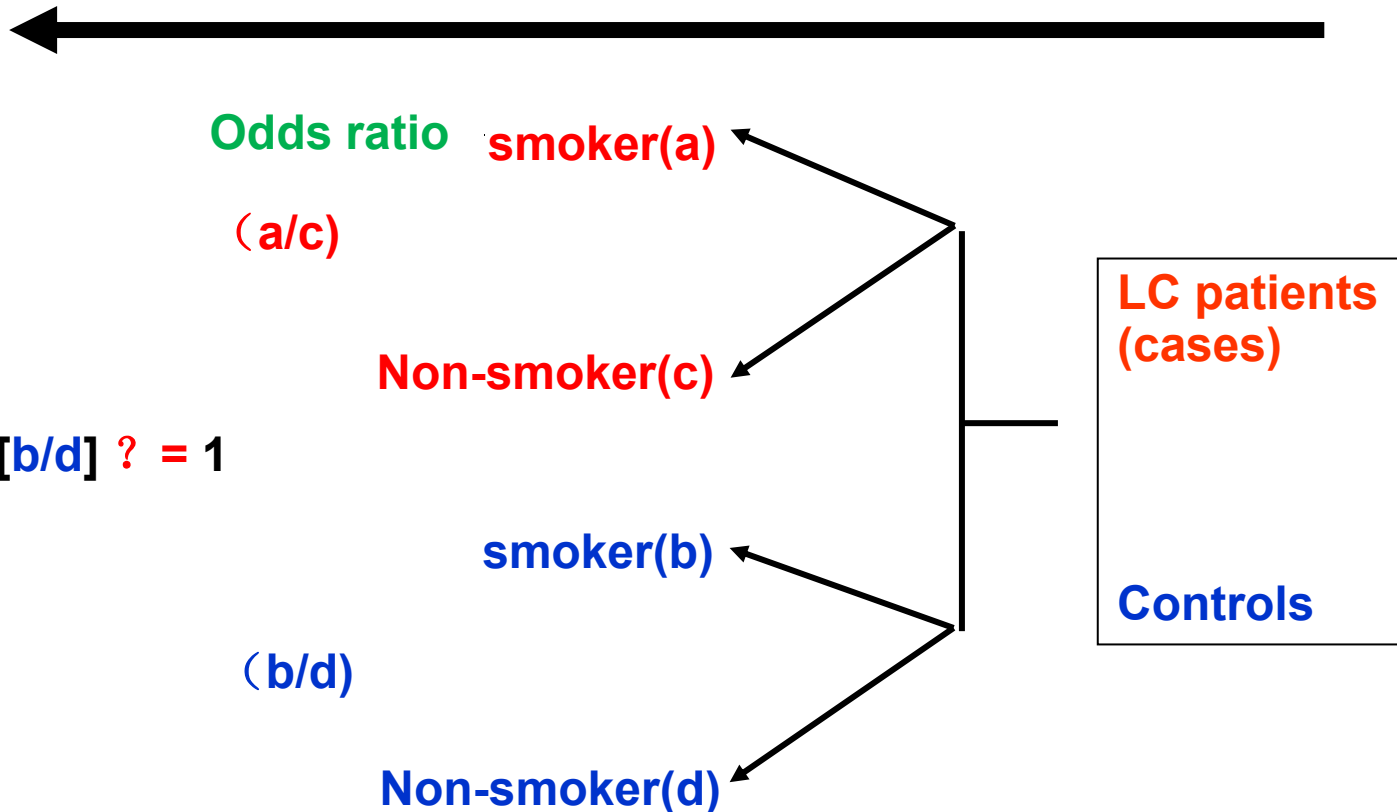 Odds ratio
smoker(a)
（a/c)
LC patients
(cases)
Non-smoker(c)
[b/d] ？ = 1
smoker(b)
Controls
（b/d)
Non-smoker(d)